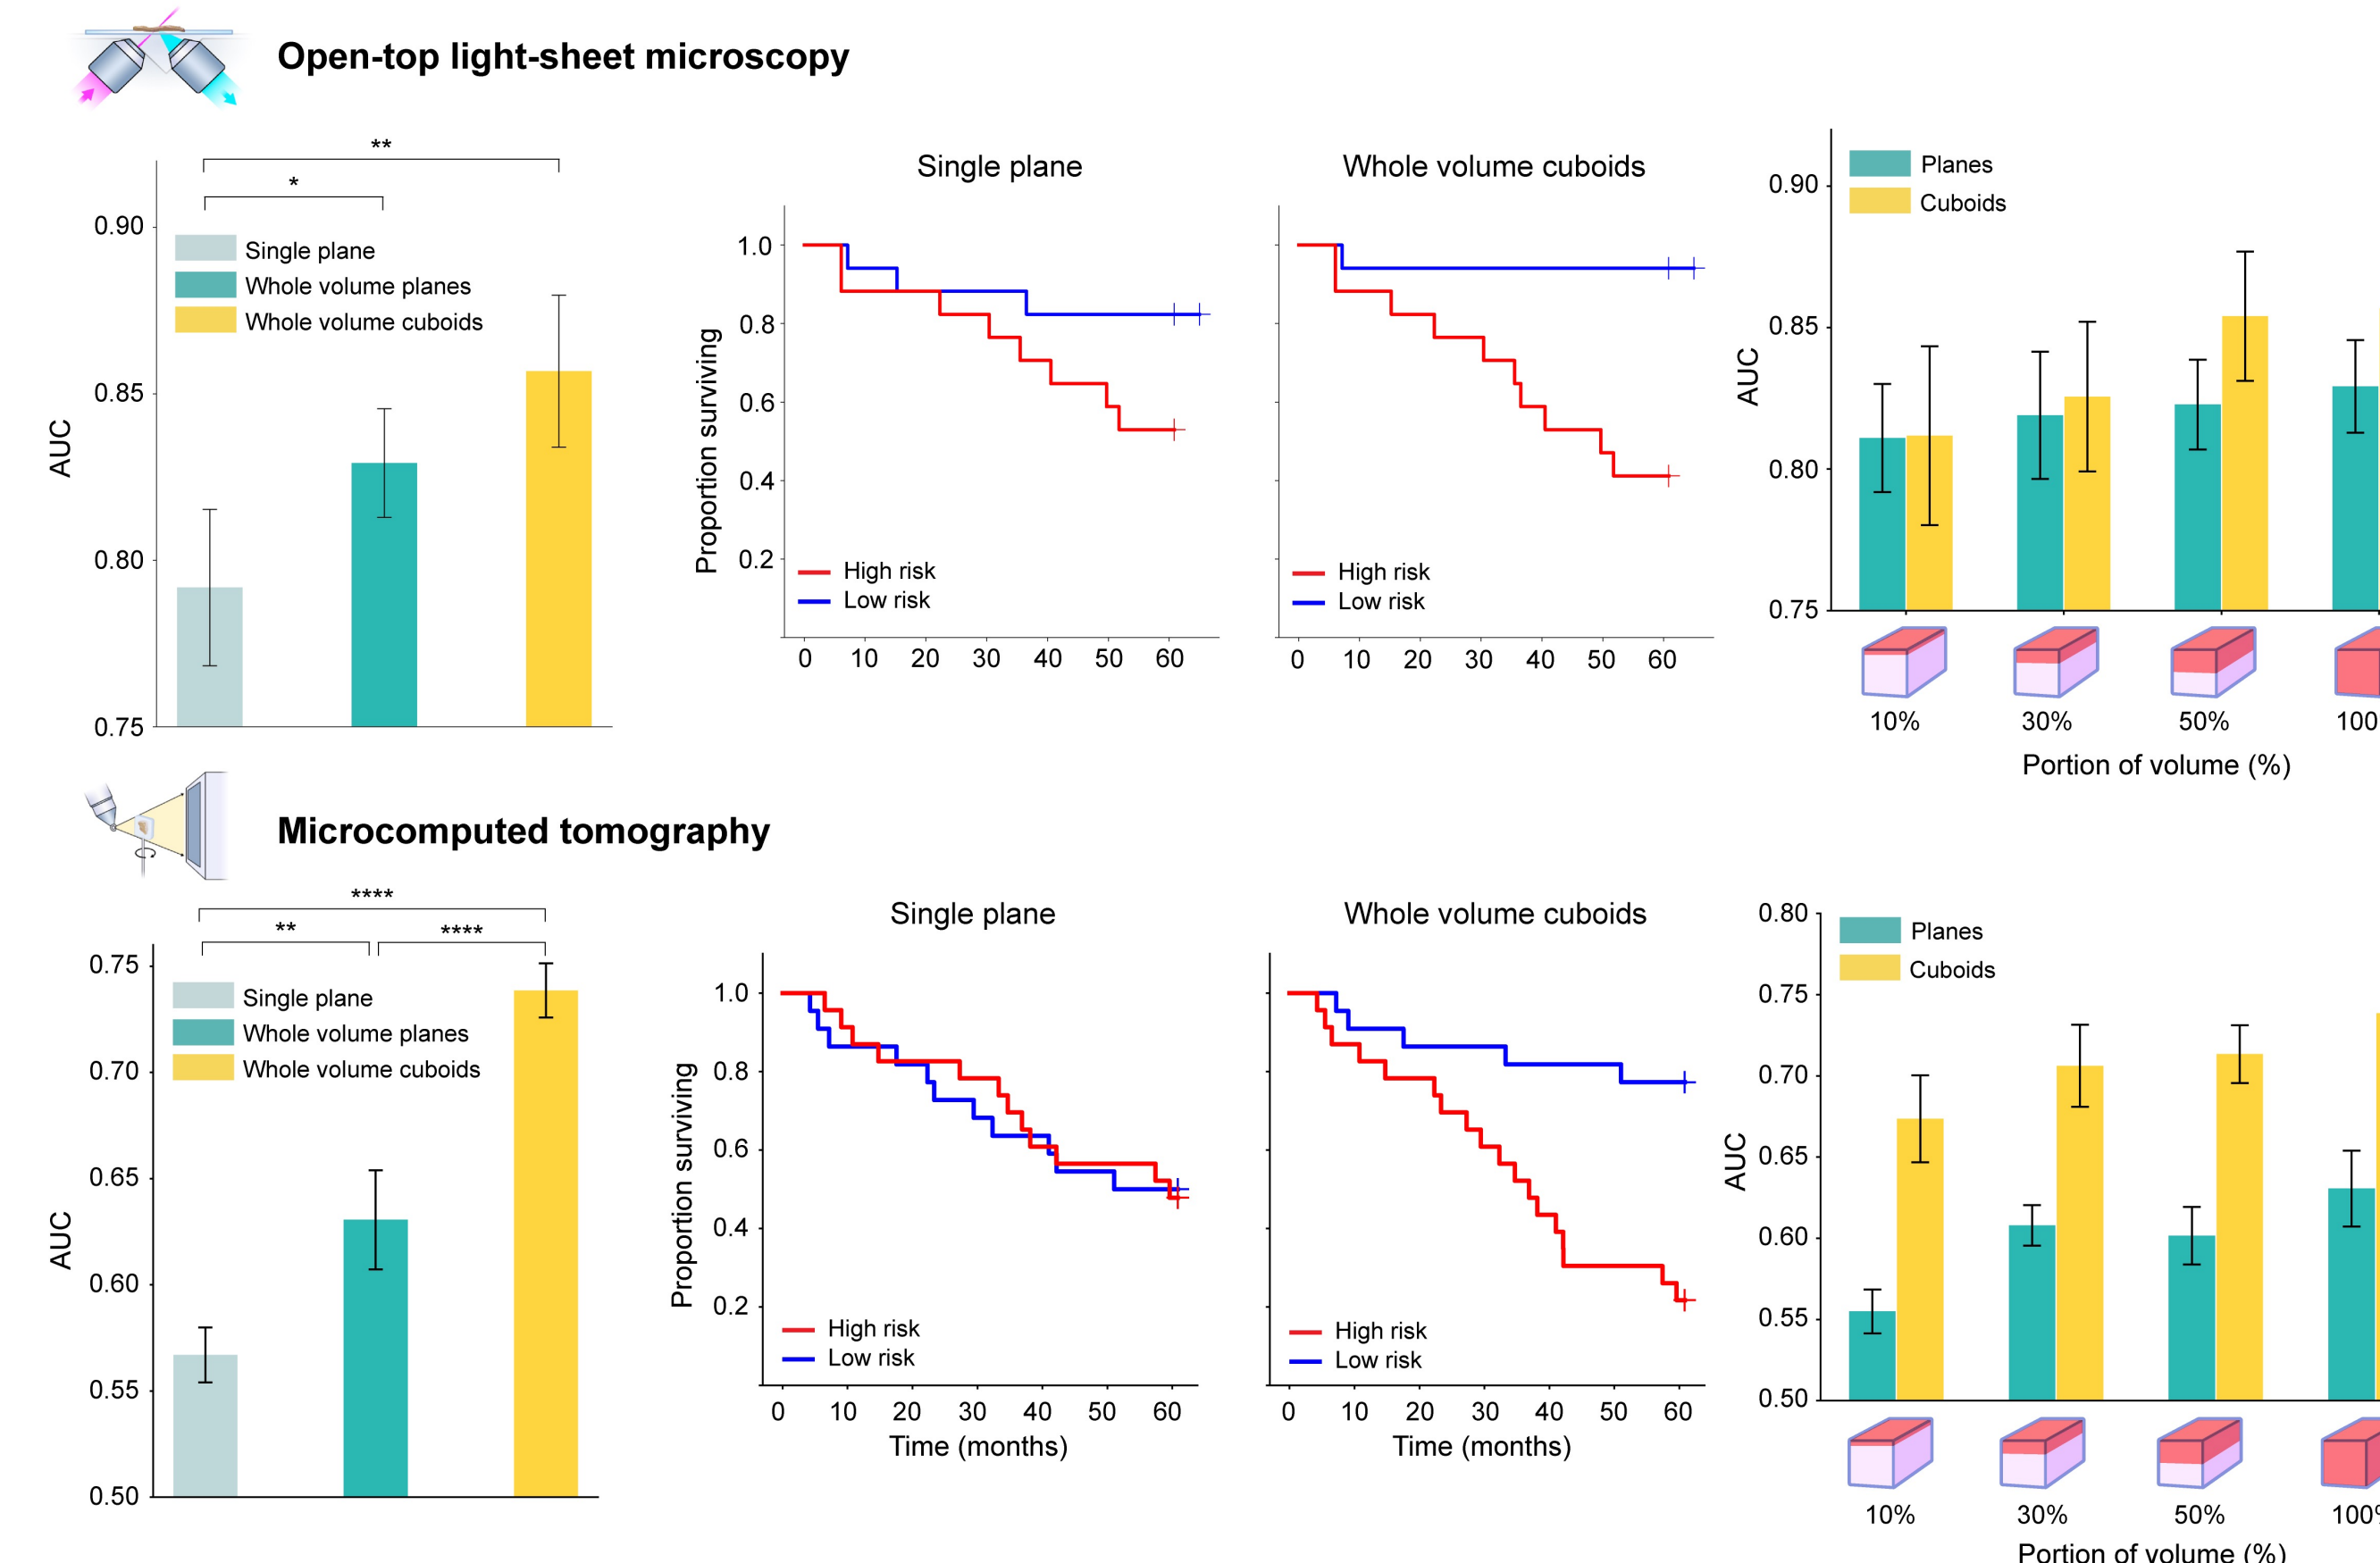 Open-top light-sheet microscopy
**
*
0.90
0.85
0.80
0.75
AUC
Single plane
Whole volume planes
Whole volume cuboids
Single plane
Proportion surviving
1.0
0.8
0.6
0.4
0.2
High risk
Low risk
0 10 20 30 40 50 60
Whole volume cuboids
High risk
Low risk
0 10 20 30 40 50 60
AUC
0.90
0.85
0.80
0.75
Planes
Cuboids
10% 30% 50% 100
Portion of volume (%)
Microcomputed tomography
****
** ****
0.75
0.70
0.65
0.60
0.55
0.50
AUC
Single plane
Whole volume planes
Whole volume cuboids
Single plane
Proportion surviving
1.0
0.8
0.6
0.4
0.2
High risk
Low risk
0 10 20 30 40 50 60
Time (months)
Whole volume cuboids
High risk
Low risk
0 10 20 30 40 50 60
Time (months)
AUC
0.80
0.75
0.70
0.65
0.60
0.55
0.50
Planes
Cuboids
10% 30% 50% 100%
Portion of volume (%)